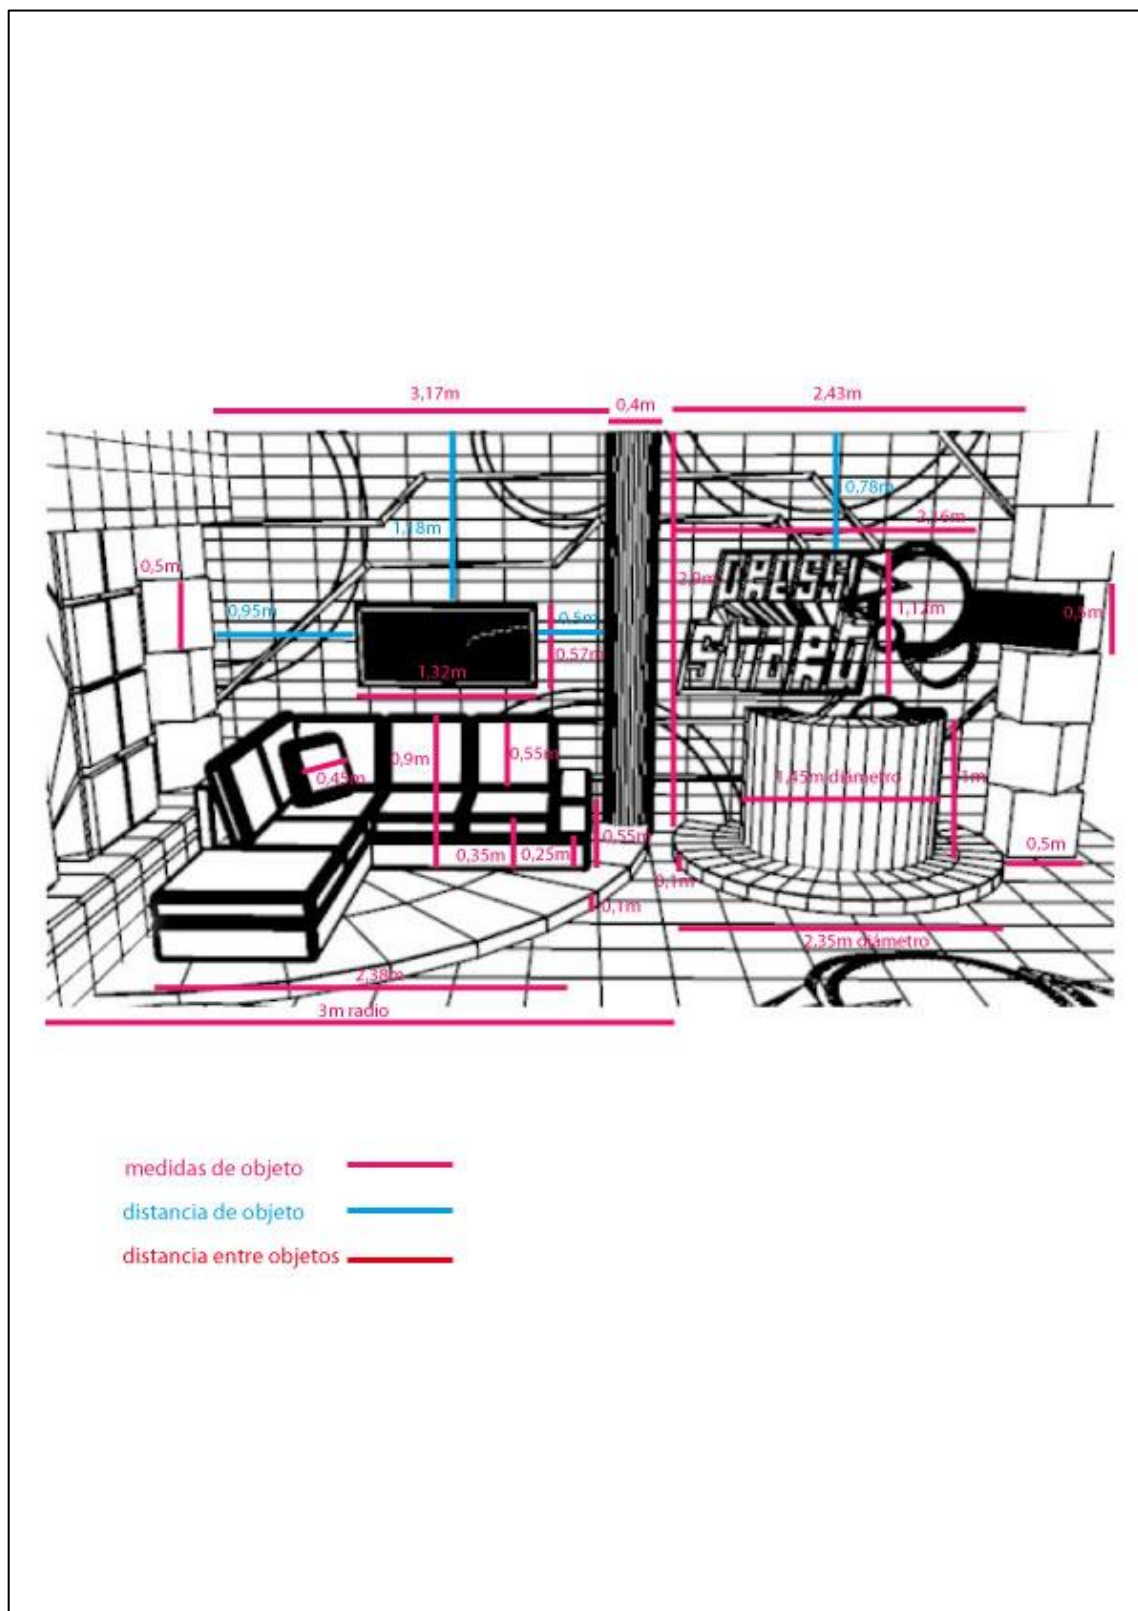 3,17m
0,4m
2,43m
0,78m
1,18m
2,16m
0,5m
2,9m
1,12m
0,5m
0,95m
0,5m
0,57m
1,32m
0,9m
0,55m
0,45m
1,45m diámetro
1m
0,55m
0,35m
0,25m
0,5m
0,1m
0,1m
2,35m diámetro
2,38m
3m radio
medidas de objeto
distancia de objeto
distancia entre objetos